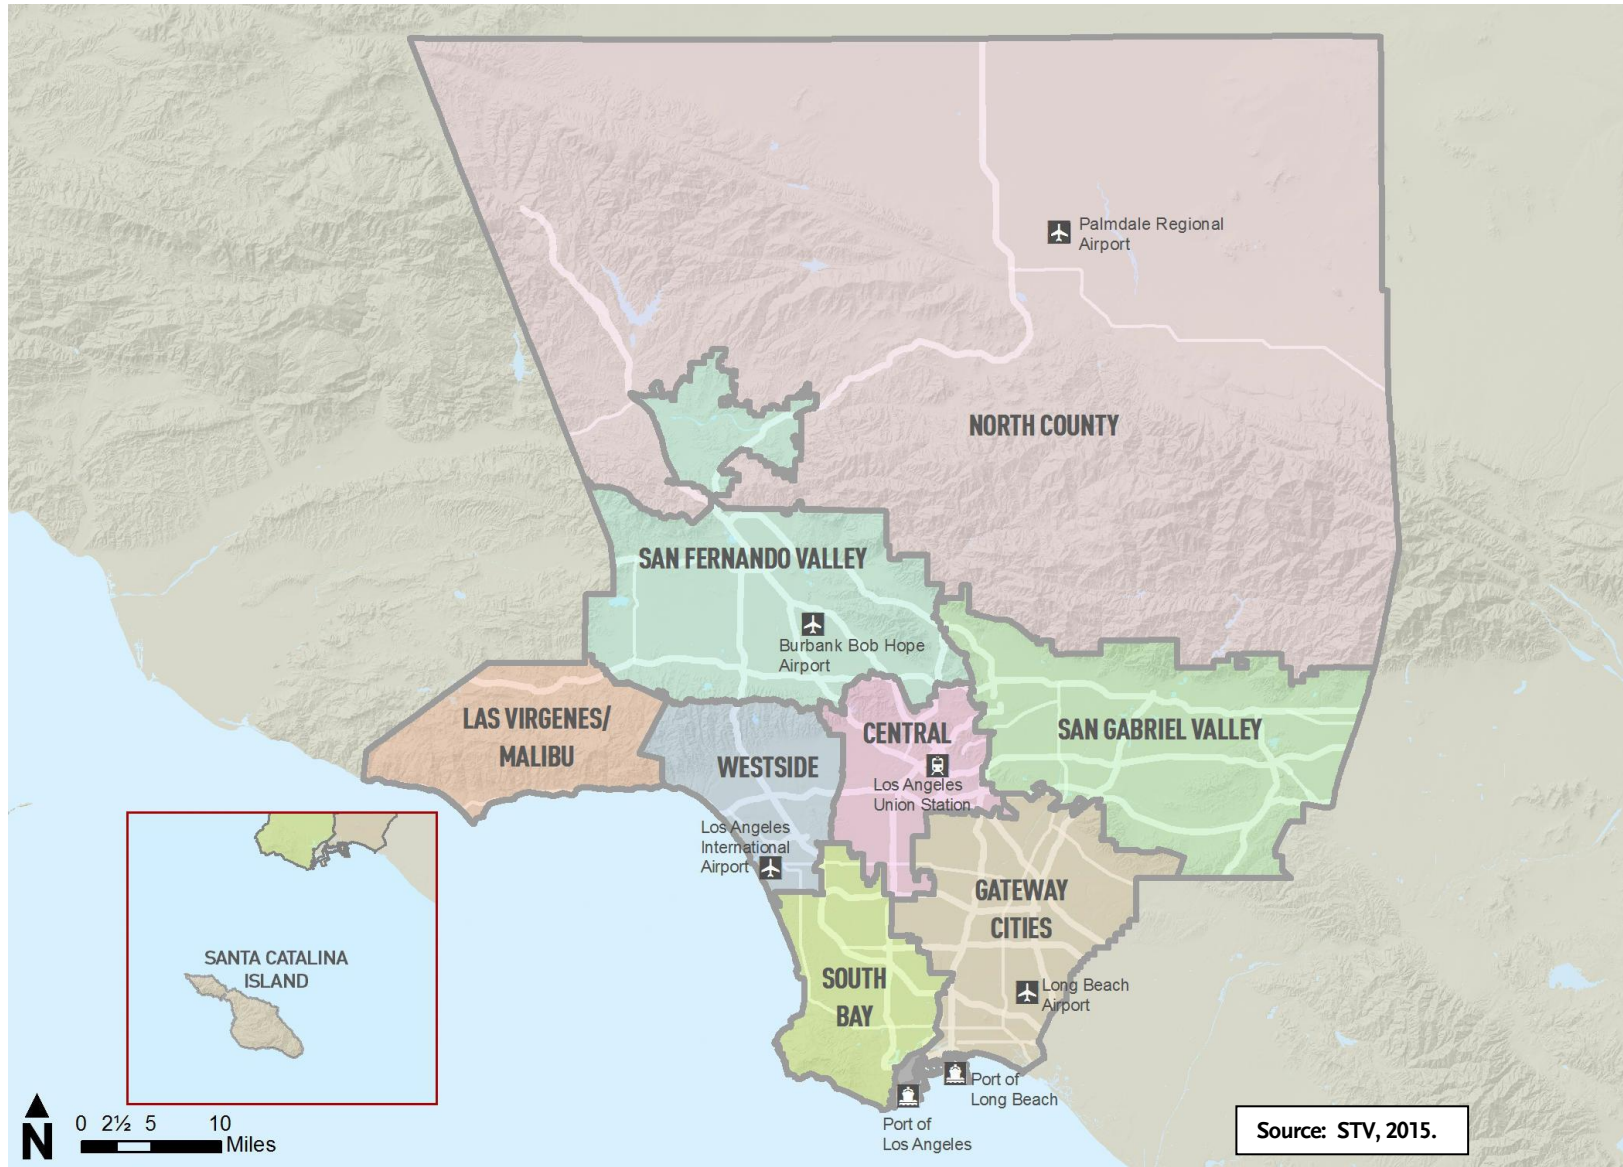 Palmdale Regional
Airport
NORTH COUNTY
SAN FERNANDO VALLEY
Burbank Bob Hope
Airport
LAS VIRGENES/
MALIBU
WESTSIDE
CENTRAL
Los Angeles
Union Station
SAN GABRIEL VALLEY
Los Angeles
International
Airport
GATEWAY
CITIES
SOUTH
BAY
Long Beach
Airport
SANTA CATALINA
ISLAND
Port of
Long Beach
Port of
Los Angeles
N
0 2½ 5 10
Miles
Source: STV, 2015.